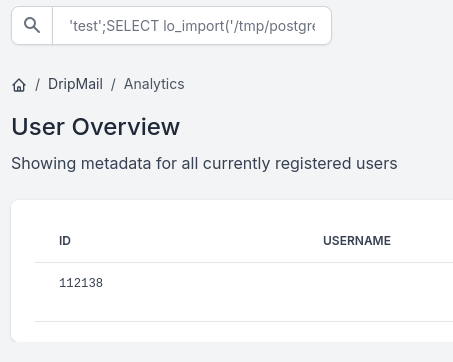 'test';SELECT lo_import('/tmp/postgre
/ DripMail / Analytics
User Overview
Showing metadata for all currently registered users
ID USERNAME
112138